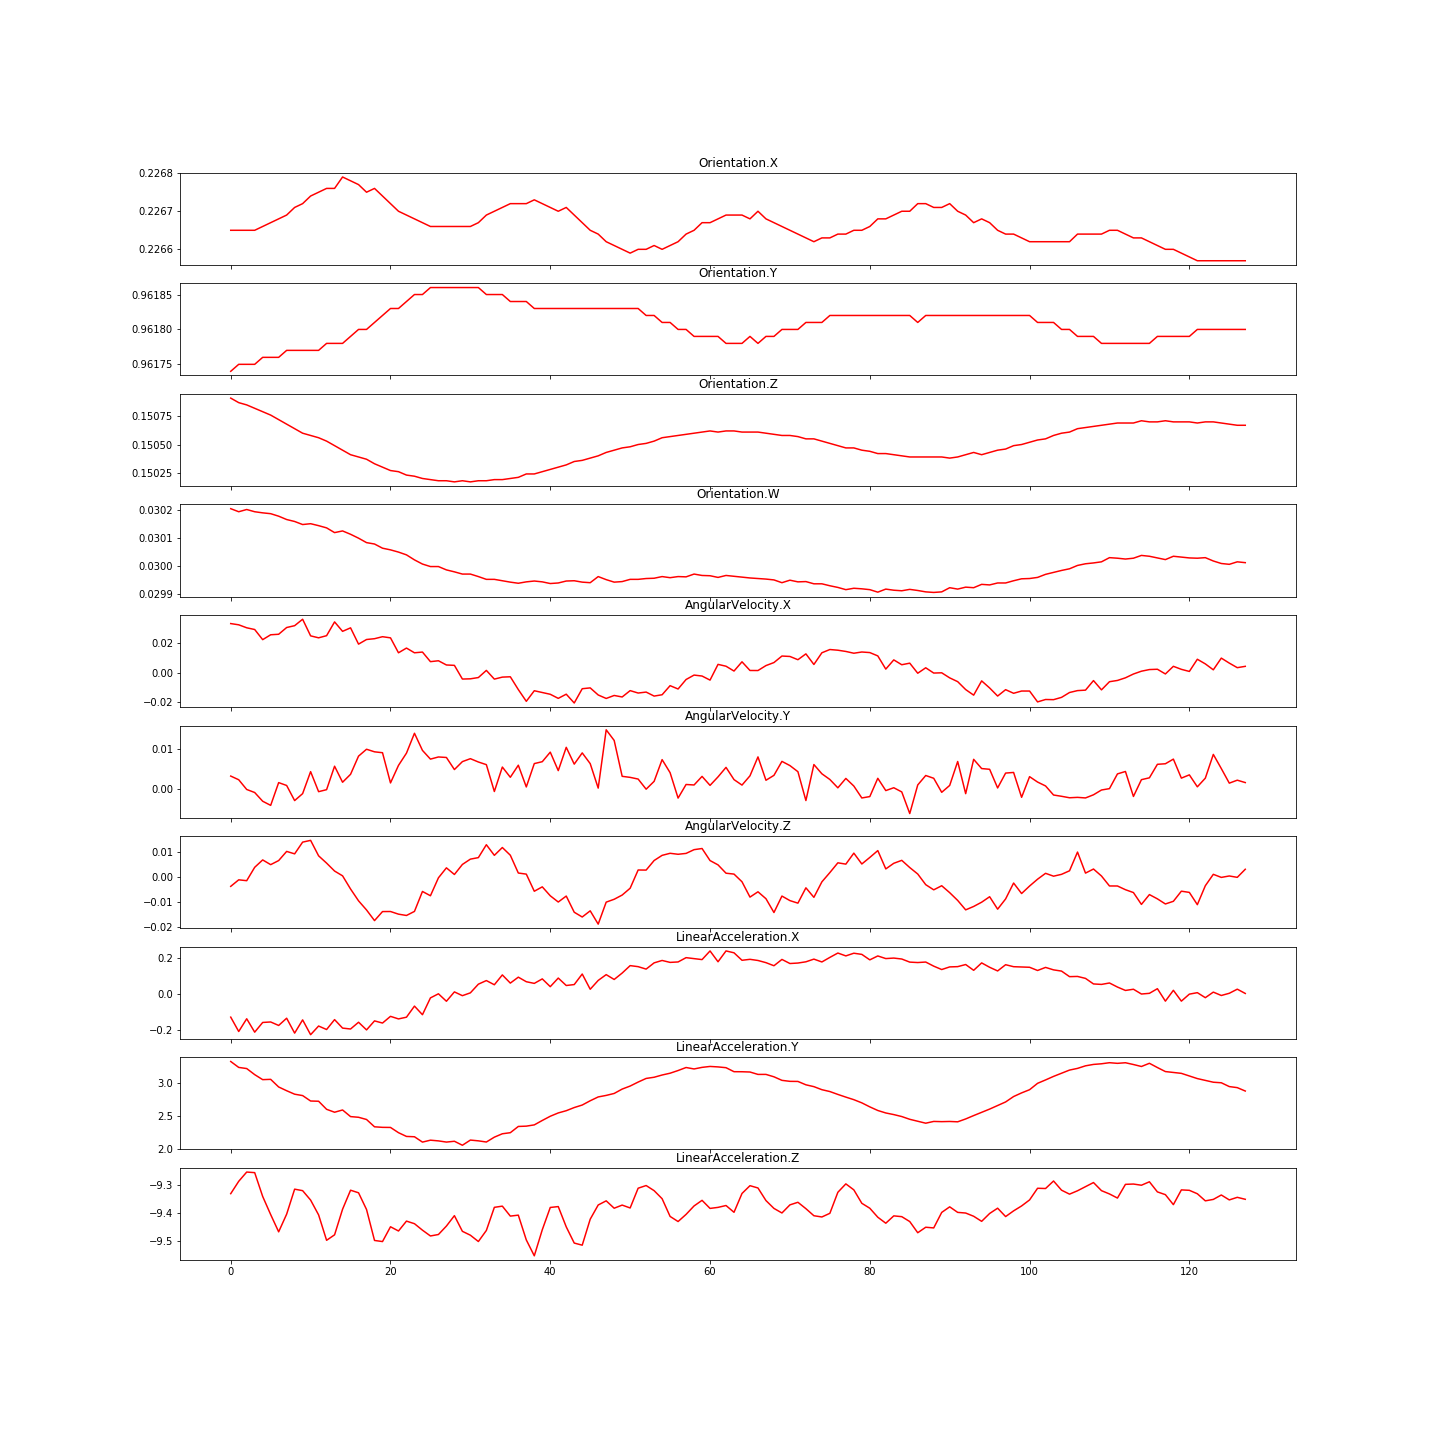 Orientation.X
0.2268
0.2267
0.2266
Orientation.Y
0.96185
0.96180
0.96175
Orientation.Z
0.15075
0.15050
0.15025
Orientation.W
0.0302
0.0301
0.0300
0.0299
AngularVelocity.X
0.02
0.00
−0.02
AngularVelocity.Y
0.01
0.00
AngularVelocity.Z
0.01
0.00
−0.01
−0.02
LinearAcceleration.X
0.2
0.0
−0.2
LinearAcceleration.Y
3.0
2.5
2.0
LinearAcceleration.Z
−9.3
−9.4
−9.5
0 20 40 60 80 100 120